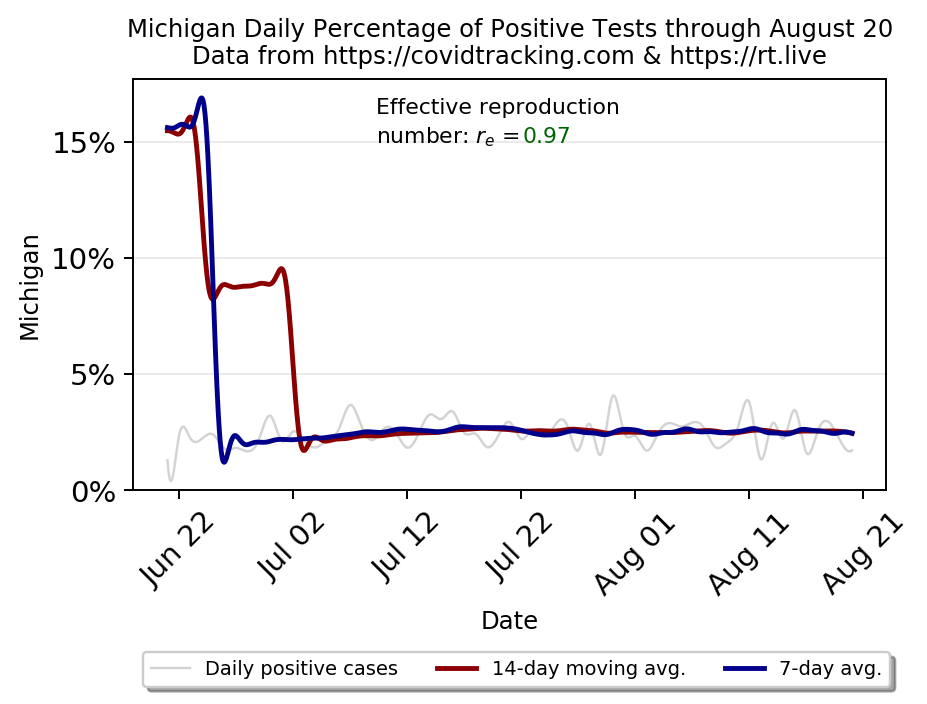 Michigan Daily Percentage of Positive Tests through August 20
Data from https://covidtracking.com & https://rt.live
Effective reproduction
number: rₑ =0.97
15%
10%
5%
0%
Michigan
Jun 22
Jul 02
Jul 12
Jul 22
Aug 01
Aug 11
Aug 21
Date
Daily positive cases
14-day moving avg.
7-day avg.